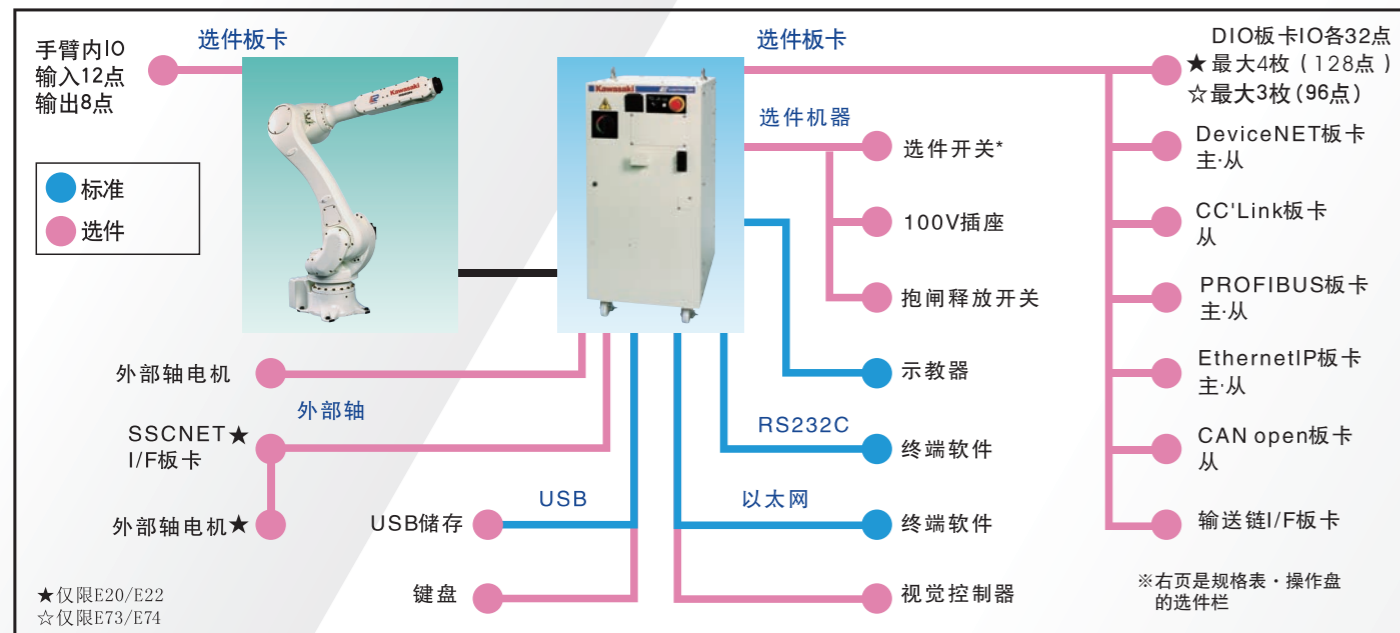 手臂内IO
输入12点
输出8点
选件板卡
标准
选件
Kawasaki
Kawasaki
选件板卡
DIO板卡IO各32点
★最大4枚(128点)
☆最大3枚(96点)
选件机器
选件开关*
100V插座
抱闸释放开关
DeviceNET板卡
主·从
CC'Link板卡
从
PROFIBUS板卡
主·从
EthernetIP板卡
主·从
CAN open板卡
从
输送链I/F板卡
外部轴电机
外部轴
SSCNET★
I/F板卡
外部轴电机★
示教器
RS232C
终端软件
USB
USB储存
键盘
以太网
终端软件
视觉控制器
★仅限E20/E22
☆仅限E73/E74
※右页是规格表·操作盘
的选件栏